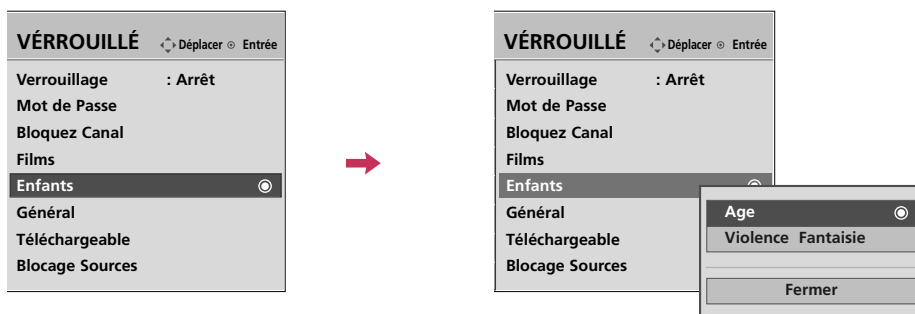 VÉRROUILLÉ Déplacer Entrée
Verrouillage : Arrêt
Mot de Passe
Bloquez Canal
Films
Enfants
Général
Téléchargeable
Blocage Sources
VÉRROUILLÉ Déplacer Entrée
Verrouillage : Arrêt
Mot de Passe
Bloquez Canal
Films
Enfants
Général
Téléchargeable
Blocage Sources
Age
Violence Fantaisie
Fermer